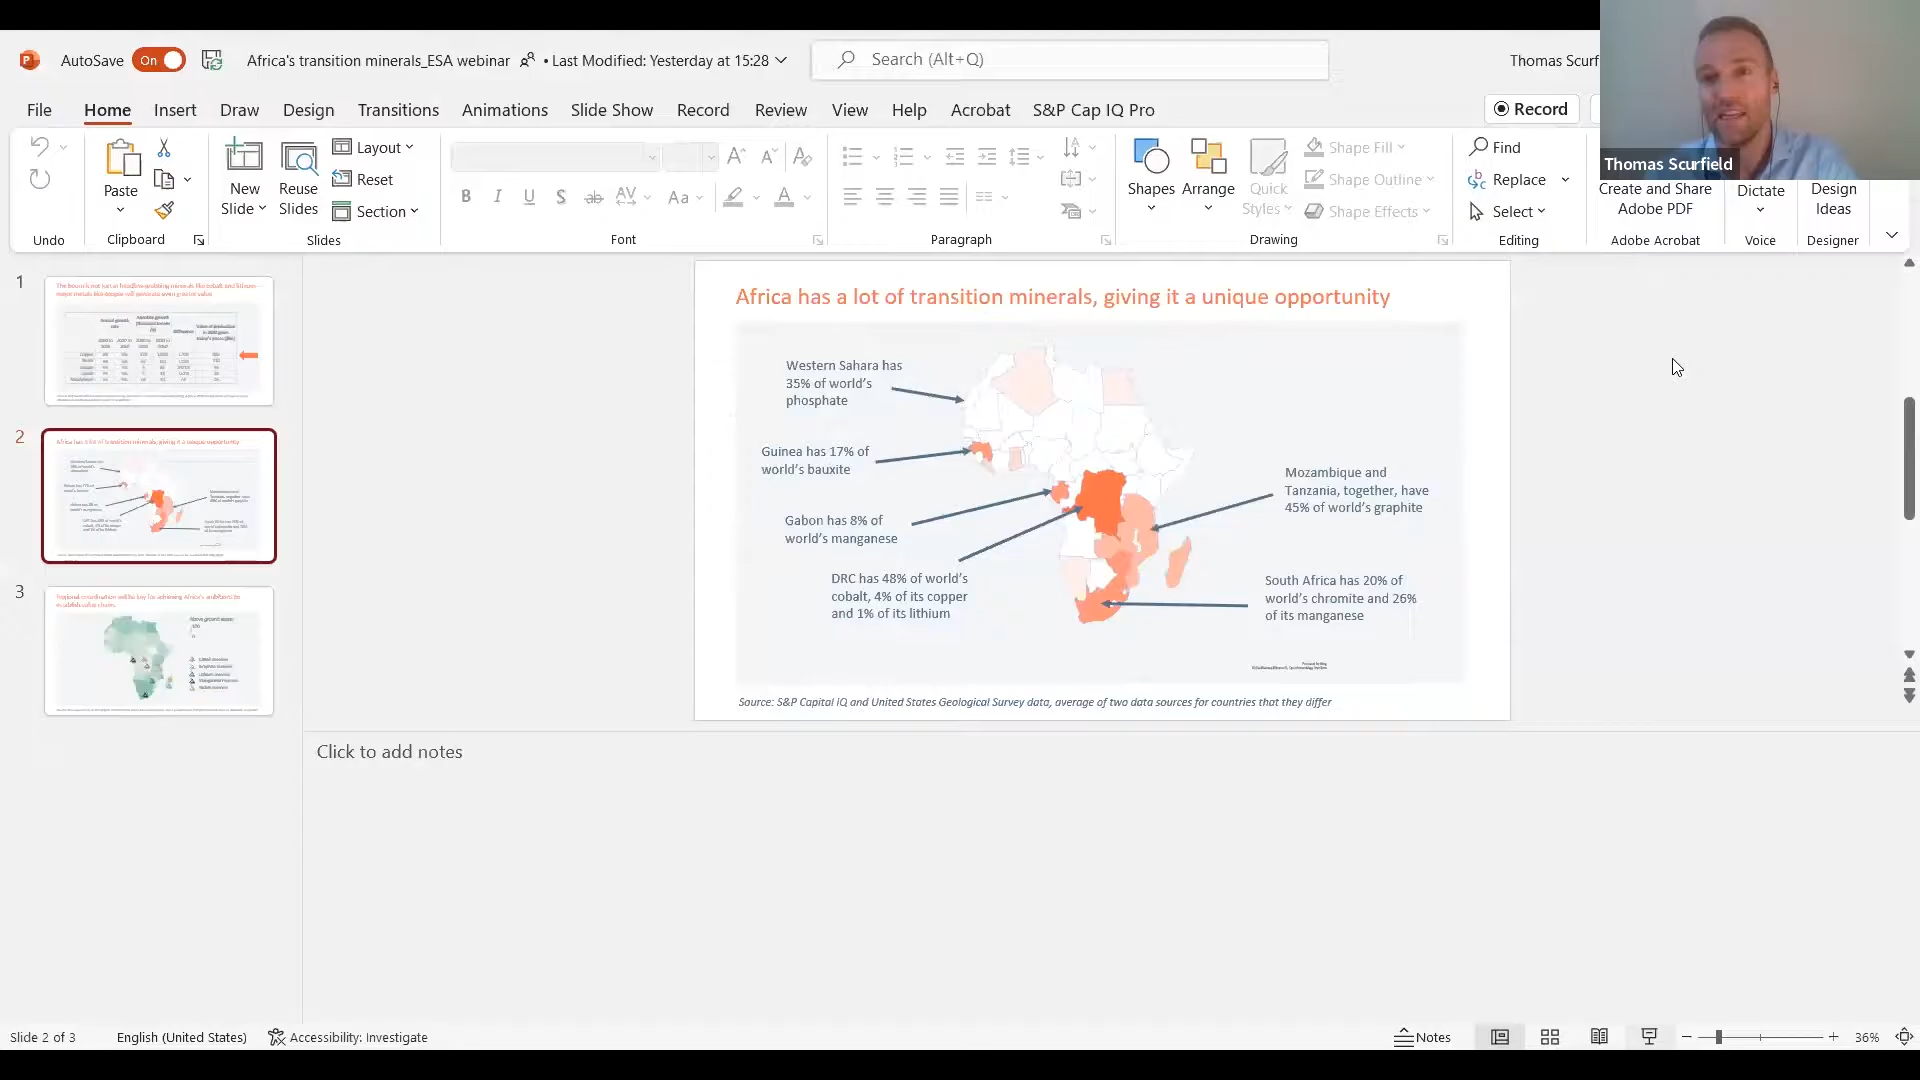 AutoSave On Africa's transition minerals_ESA webinar • Last Modified: Yesterday at 15:28 Search (Alt+Q) Thomas Scurf
File Home Insert Draw Design Transitions Animations Slide Show Record Review View Help Acrobat S&P Cap IQ Pro Record
Thomas Scurfield
Undo
Paste
Clipboard
New
Slide
Reuse
Slides
Layout
Reset
Section
Slides
B I U S ab AV Aa A
Font
Paragraph
Shapes
Arrange
Quick
Styles
Shape Fill
Shape Outline
Shape Effects
Drawing
Find
Replace
Select
Editing
Create and Share
Adobe PDF
Adobe Acrobat
Dictate
Voice
Design
Ideas
Designer
1
2
3
Africa has a lot of transition minerals, giving it a unique opportunity
Western Sahara has
35% of world's
phosphate
Guinea has 17% of
world's bauxite
Gabon has 8% of
world's manganese
DRC has 48% of world's
cobalt, 4% of its copper
and 1% of its lithium
Mozambique and
Tanzania, together, have
45% of world's graphite
South Africa has 20% of
world's chromite and 26%
of its manganese
Source: S&P Capital IQ and United States Geological Survey data, average of two data sources for countries that they differ
Click to add notes
Slide 2 of 3 English (United States) Accessibility: Investigate Notes 36%